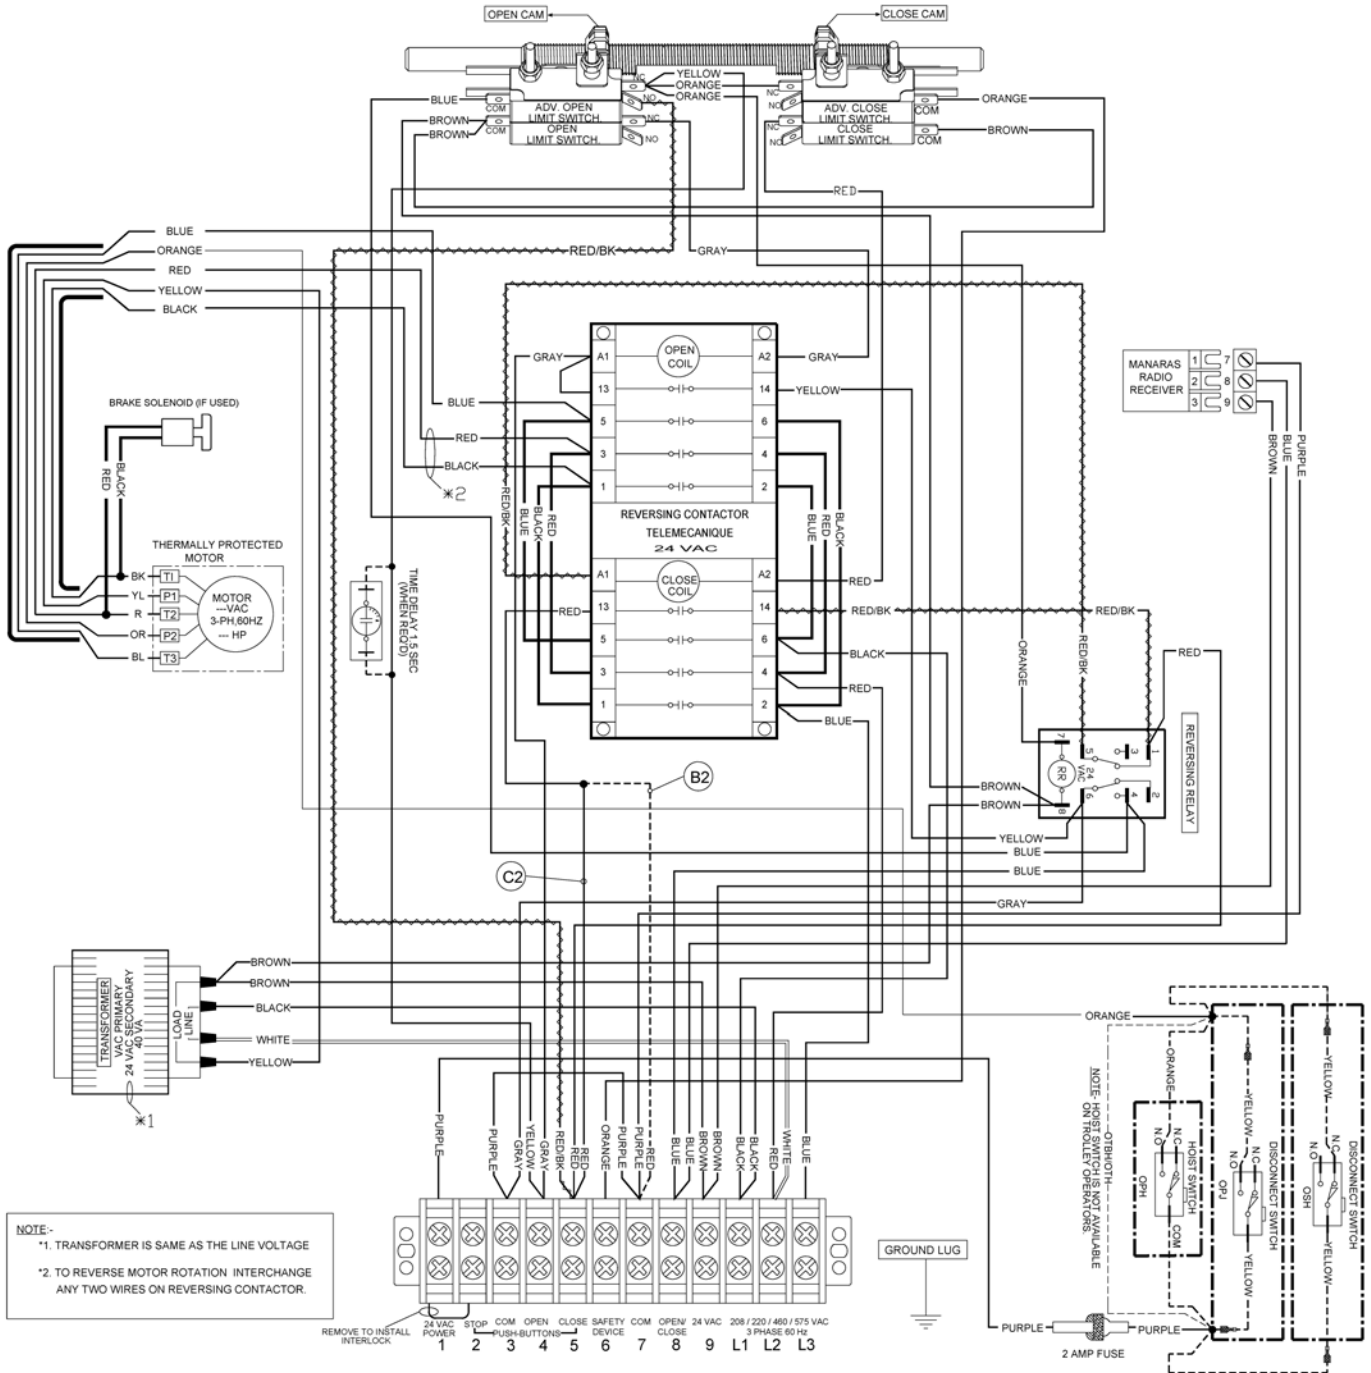 OPEN CAM
CLOSE CAM
YELLOW
ORANGE
ORANGE
NC
NO
NC
NO
BLUE
COM
BROWN
BROWN
COM
ADV. OPEN
LIMIT SWITCH.
OPEN
LIMIT SWITCH.
NC
NO
NC
NO
ADV. CLOSE
LIMIT SWITCH.
CLOSE
LIMIT SWITCH.
COM
COM
ORANGE
BROWN
RED
BLUE
ORANGE
RED
YELLOW
BLACK
RED/BK
GRAY
GRAY
A1
OPEN
COIL
A2
GRAY
13
14
YELLOW
BLUE
5
6
RED
3
4
BLACK
1
2
*2
RED/BK
BLUE
BLACK
RED
REVERSING CONTACTOR
TELEMECANIQUE
24 VAC
BLUE
RED
BLACK
A1
CLOSE
COIL
A2
RED
RED
13
14
RED/BK
RED/BK
5
6
BLACK
3
4
RED
1
2
BLUE
MANARAS
RADIO
RECEIVER
1
7
2
8
3
9
PURPLE
BLUE
BROWN
BRAKE SOLENOID (IF USED)
RED
BLACK
THERMALLY PROTECTED
MOTOR
BK
T1
YL
P1
R
T2
OR
P2
BL
T3
MOTOR
---VAC
3-PH,60HZ
--- HP
TIME DELAY 1.5 SEC
(WHEN REQ'D)
ORANGE
RED/BK
RED
REVERSING RELAY
7
5
3
1
RR
24
VAC
8
6
4
2
BROWN
BROWN
YELLOW
BLUE
BLUE
GRAY
B2
C2
TRANSFORMER
VAC PRIMARY
24 VAC SECONDARY
40 VA
LOAD
LINE
BROWN
BROWN
BLACK
WHITE
YELLOW
*1
PURPLE
PURPLE
GRAY
YELLOW
GRAY
RED/BK
RED
RED
ORANGE
PURPLE
PURPLE
RED
BLUE
BLUE
BROWN
BROWN
BLACK
BLACK
RED
WHITE
BLUE
ORANGE
OTBH/OTH
NOTE- HOIST SWITCH IS NOT AVAILABLE
ON TROLLEY OPERATORS.
ORANGE
N.O
N.C
HOIST SWITCH
COM
OPH
YELLOW
N.O
N.C
DISCONNECT SWITCH
OPJ
YELLOW
YELLOW
N.O
N.C
DISCONNECT SWITCH
OSH
YELLOW
GROUND LUG
PURPLE
PURPLE
2 AMP FUSE
NOTE:-
*1. TRANSFORMER IS SAME AS THE LINE VOLTAGE
*2. TO REVERSE MOTOR ROTATION INTERCHANGE
ANY TWO WIRES ON REVERSING CONTACTOR.
REMOVE TO INSTALL
INTERLOCK
24 VAC
POWER
STOP
COM
OPEN
CLOSE
PUSH-BUTTONS
SAFETY
DEVICE
COM
OPEN/
CLOSE
24 VAC
208 / 220 / 460 / 575 VAC
3 PHASE 60 Hz
1 2 3 4 5 6 7 8 9 L1 L2 L3